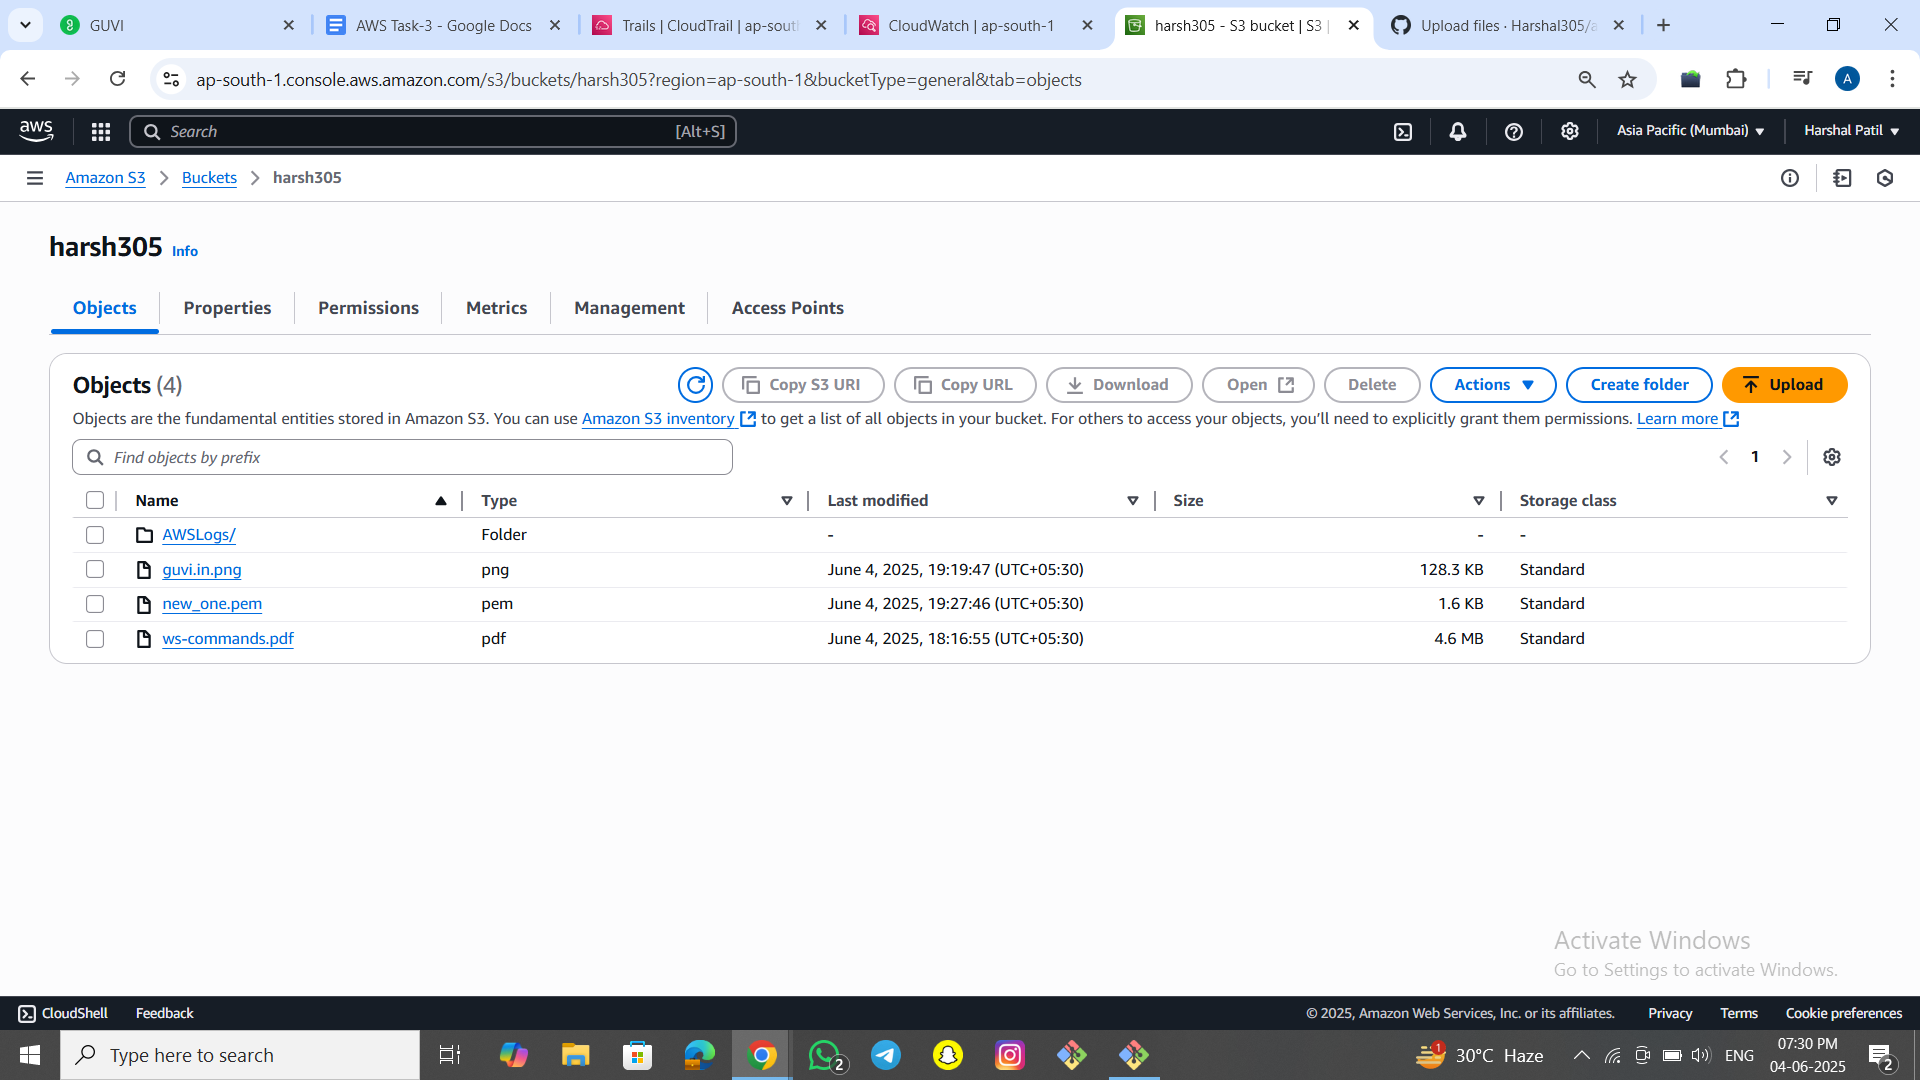 GUVI
AWS Task-3 - Google Docs
Trails | CloudTrail | ap-sout
CloudWatch | ap-south-1
harsh305 - S3 bucket | S3 |
Upload files · Harshal305/a
ap-south-1.console.aws.amazon.com/s3/buckets/harsh305?region=ap-south-1&bucketType=general&tab=objects
A
aws
Search
[Alt+S]
Asia Pacific (Mumbai)
Harshal Patil
Amazon S3
Buckets
harsh305
harsh305 Info
Objects
Properties
Permissions
Metrics
Management
Access Points
Objects (4)
Copy S3 URI
Copy URL
Download
Open
Delete
Actions
Create folder
Upload
Objects are the fundamental entities stored in Amazon S3. You can use Amazon S3 inventory to get a list of all objects in your bucket. For others to access your objects, you'll need to explicitly grant them permissions. Learn more
Find objects by prefix
1
Name Type Last modified Size Storage class
AWSLogs/ Folder - - -
guvi.in.png png June 4, 2025, 19:19:47 (UTC+05:30) 128.3 KB Standard
new_one.pem pem June 4, 2025, 19:27:46 (UTC+05:30) 1.6 KB Standard
ws-commands.pdf pdf June 4, 2025, 18:16:55 (UTC+05:30) 4.6 MB Standard
Activate Windows
Go to Settings to activate Windows.
CloudShell
Feedback
© 2025, Amazon Web Services, Inc. or its affiliates.
Privacy
Terms
Cookie preferences
Type here to search
2
1
30°C Haze
ENG
07:30 PM
04-06-2025
2